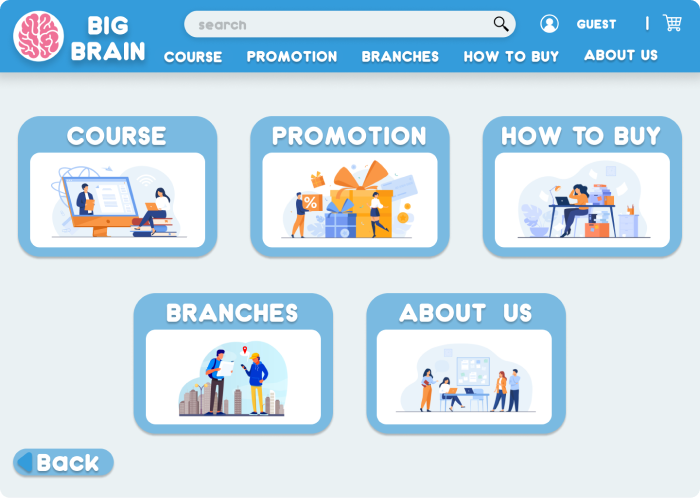 BIG
BRAIN
search
GUEST
COURSE
PROMOTION
BRANCHES
HOW TO BUY
ABOUT US
COURSE
PROMOTION
HOW TO BUY
%
BRANCHES
ABOUT US
Back